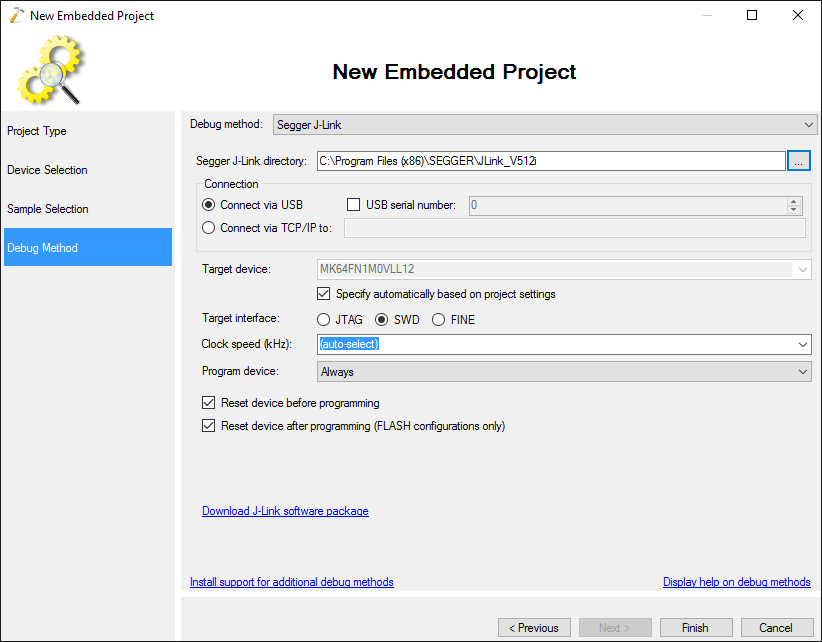 New Embedded Project
New Embedded Project
Project Type
Device Selection
Sample Selection
Debug Method
Debug method: Segger J-Link
Segger J-Link directory: C:\Program Files (x86)\SEGGER\JLink_V512i ...
Connection
Connect via USB USB serial number: 0
Connect via TCP/IP to:
Target device: MK64FN1M0VLL12
Specify automatically based on project settings
Target interface: JTAG SWD FINE
Clock speed (kHz): (auto-select)
Program device: Always
Reset device before programming
Reset device after programming (FLASH configurations only)
Download J-Link software package
Install support for additional debug methods Display help on debug methods
< Previous Next > Finish Cancel